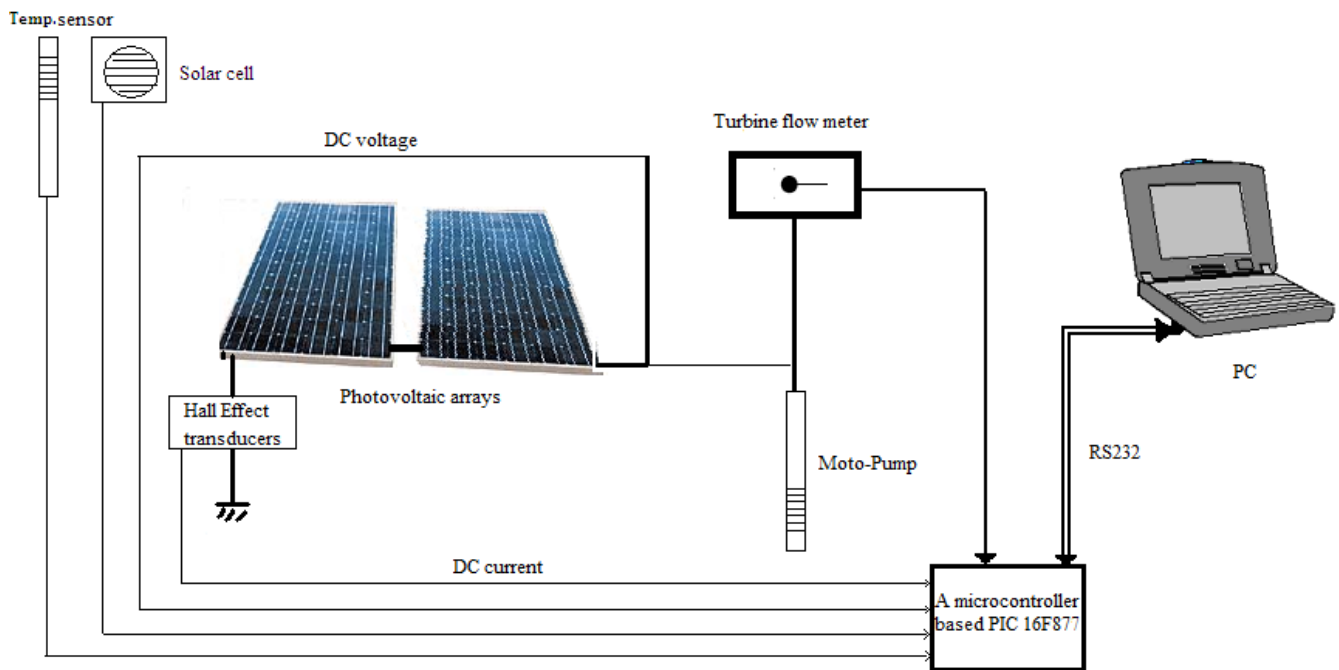 Temp.sensor
Solar cell
DC voltage
Turbine flow meter
Photovoltaic arrays
PC
Hall Effect
transducers
Moto-Pump
RS232
DC current
A microcontroller
based PIC 16F877